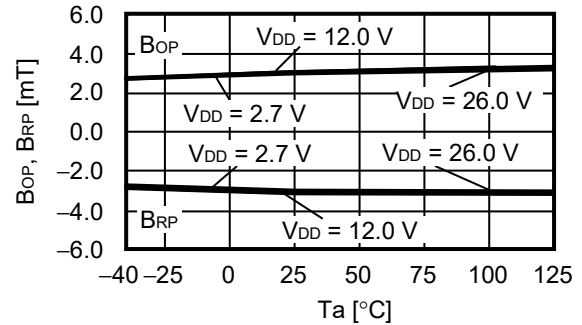 6.0
4.0
2.0
0.0
−2.0
−4.0
−6.0
BOP, BRP [mT]
BOP
VDD = 12.0 V
VDD = 2.7 V
VDD = 26.0 V
VDD = 2.7 V
VDD = 26.0 V
BRP
VDD = 12.0 V
−40 −25 0 25 50 75 100 125
Ta [°C]